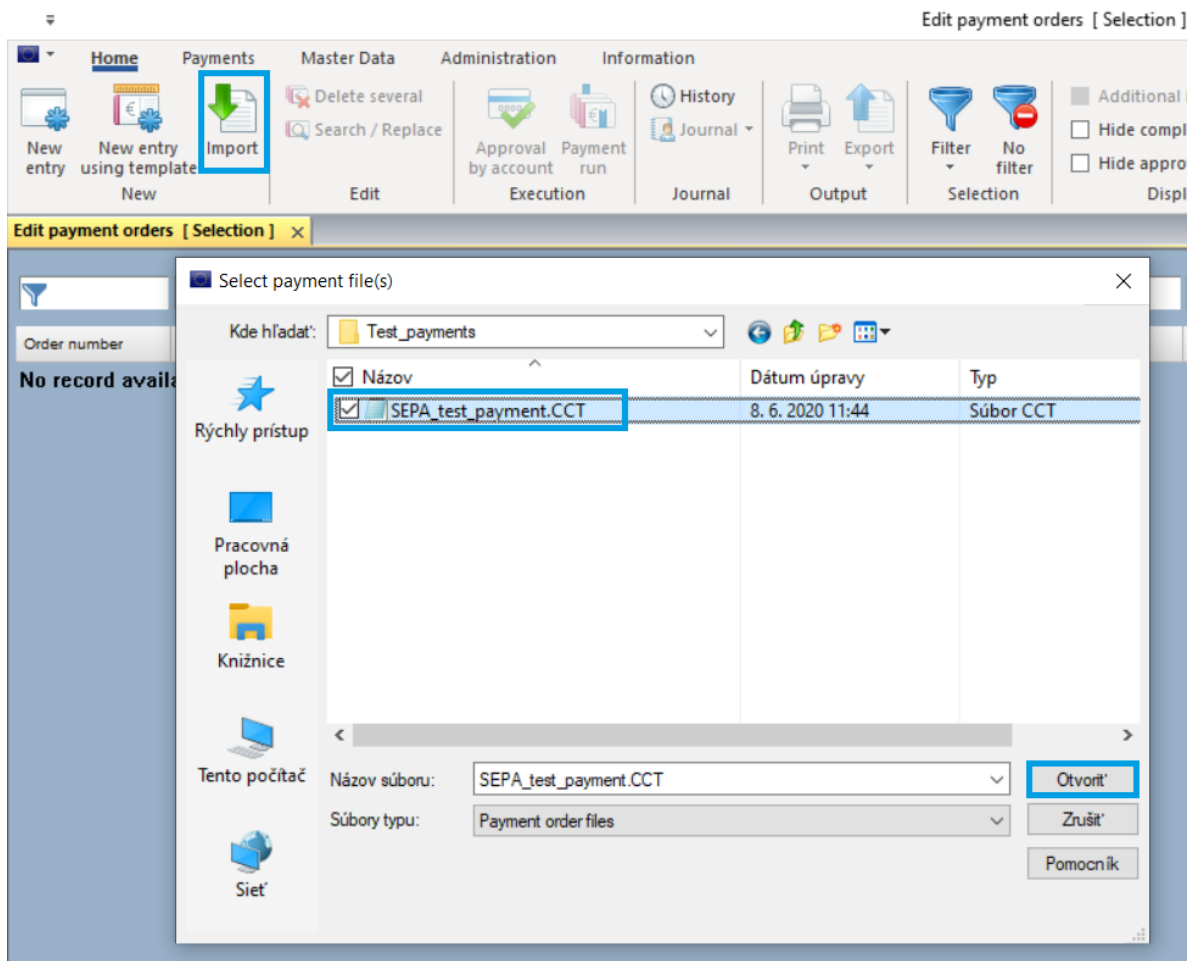 Edit payment orders [ Selection ]
Home Payments Master Data Administration Information
New entry
New entry using template
Import
New
Delete several
Search / Replace
Edit
Approval by account
Payment run
Execution
History
Journal
Journal
Print
Export
Output
Filter
No filter
Selection
Additional
Hide compl
Hide appro
Displ
Edit payment orders [ Selection ]
Select payment file(s)
Order number
No record availa
Kde hľadať:
Test_payments
Názov Dátum úpravy Typ
SEPA_test_payment.CCT 8. 6. 2020 11:44 Súbor CCT
Rýchly prístup
Pracovná
plocha
Knižnice
Tento počítač
Sieť
Názov súboru: SEPA_test_payment.CCT Otvoriť
Súbory typu: Payment order files Zrušiť
Pomocník